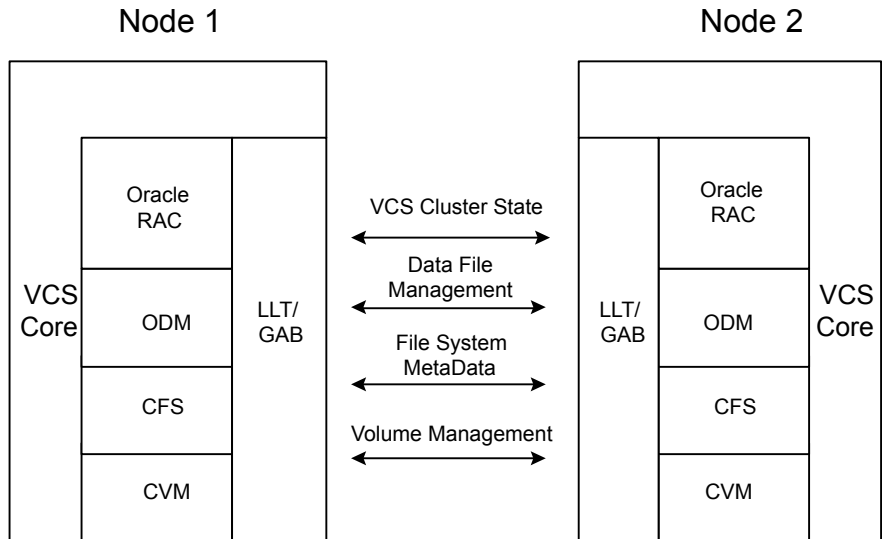 Node 1
Node 2
Oracle
RAC
ODM
CFS
CVM
VCS
Core
LLT/
GAB
VCS Cluster State
Data File
Management
File System
MetaData
Volume Management
LLT/
GAB
Oracle
RAC
ODM
CFS
CVM
VCS
Core